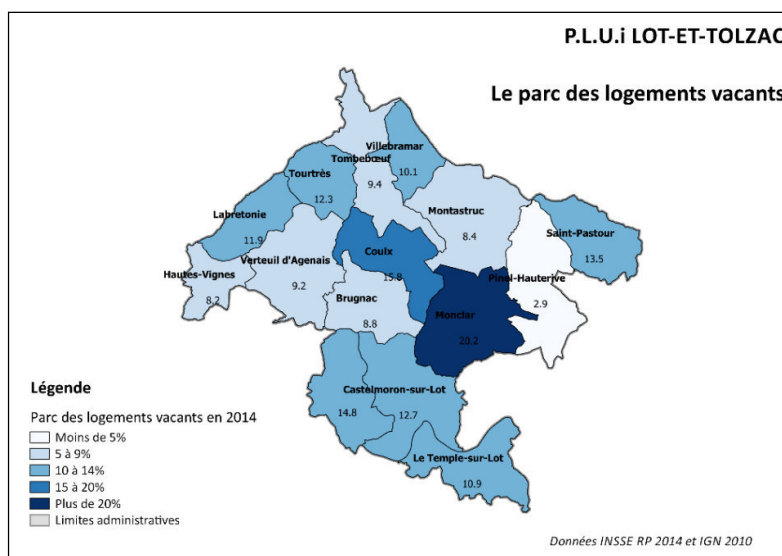 P.L.U.i LOT-ET-TOLZAC
Le parc des logements vacants
Villebramar
10.1
Tombebœuf
9.4
Tourtrès
12.3
Montastruc
8.4
Labretonie
11.9
Saint-Pastour
13.5
Coulx
15.8
Verteuil d'Agenais
9.2
Hautes-Vignes
8.2
Pinel-Hauterive
2.9
Brugnac
8.8
Monclar
20.2
Castelmoron-sur-Lot
14.8
12.7
Le Temple-sur-Lot
10.9
Légende
Parc des logements vacants en 2014
Moins de 5%
5 à 9%
10 à 14%
15 à 20%
Plus de 20%
Limites administratives
Données INSSE RP 2014 et IGN 2010